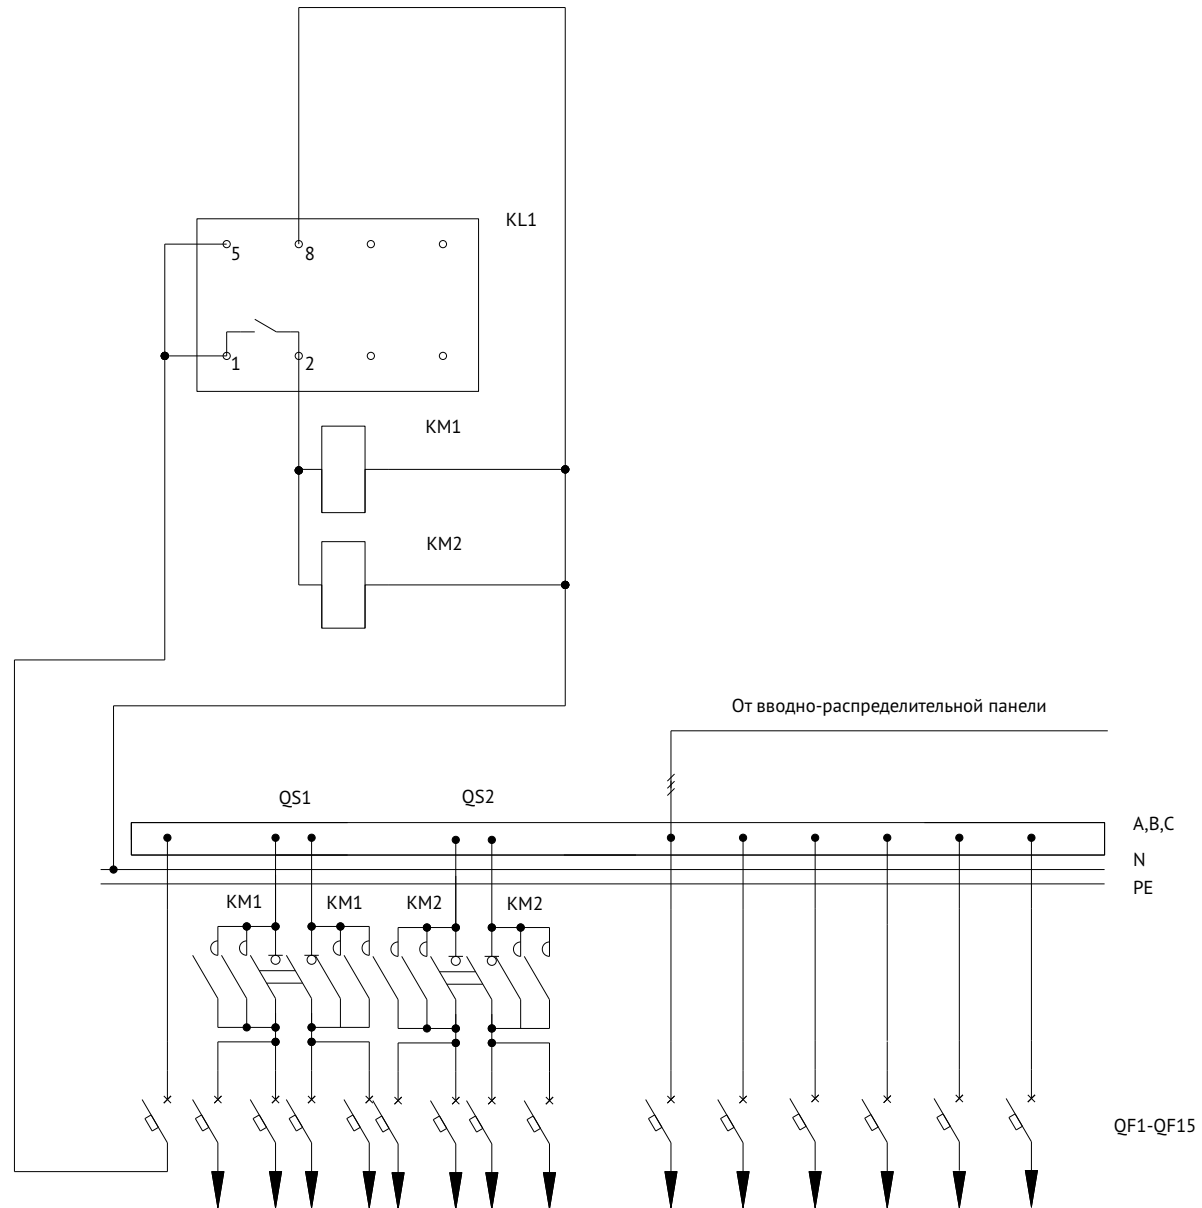 KL1
5 8
1 2
KM1
KM2
От вводно-распределительной панели
QS1 QS2
A,B,C
N
PE
KM1 KM1 KM2 KM2
QF1-QF15